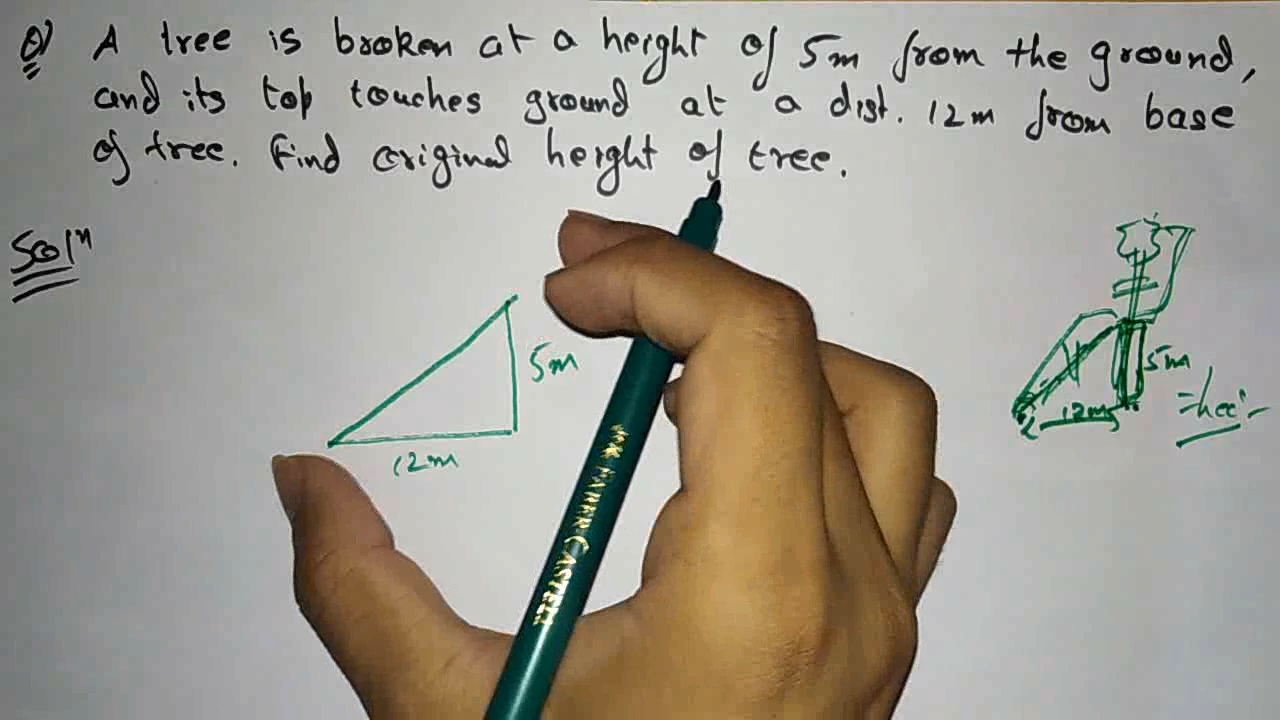 Q) A tree is broken at a height of 5m from the ground,
and its top touches ground at a dist. 12m from base
of tree. Find original height of tree.
Solⁿ
5m
12m
5m
12m
FABER CASTELL